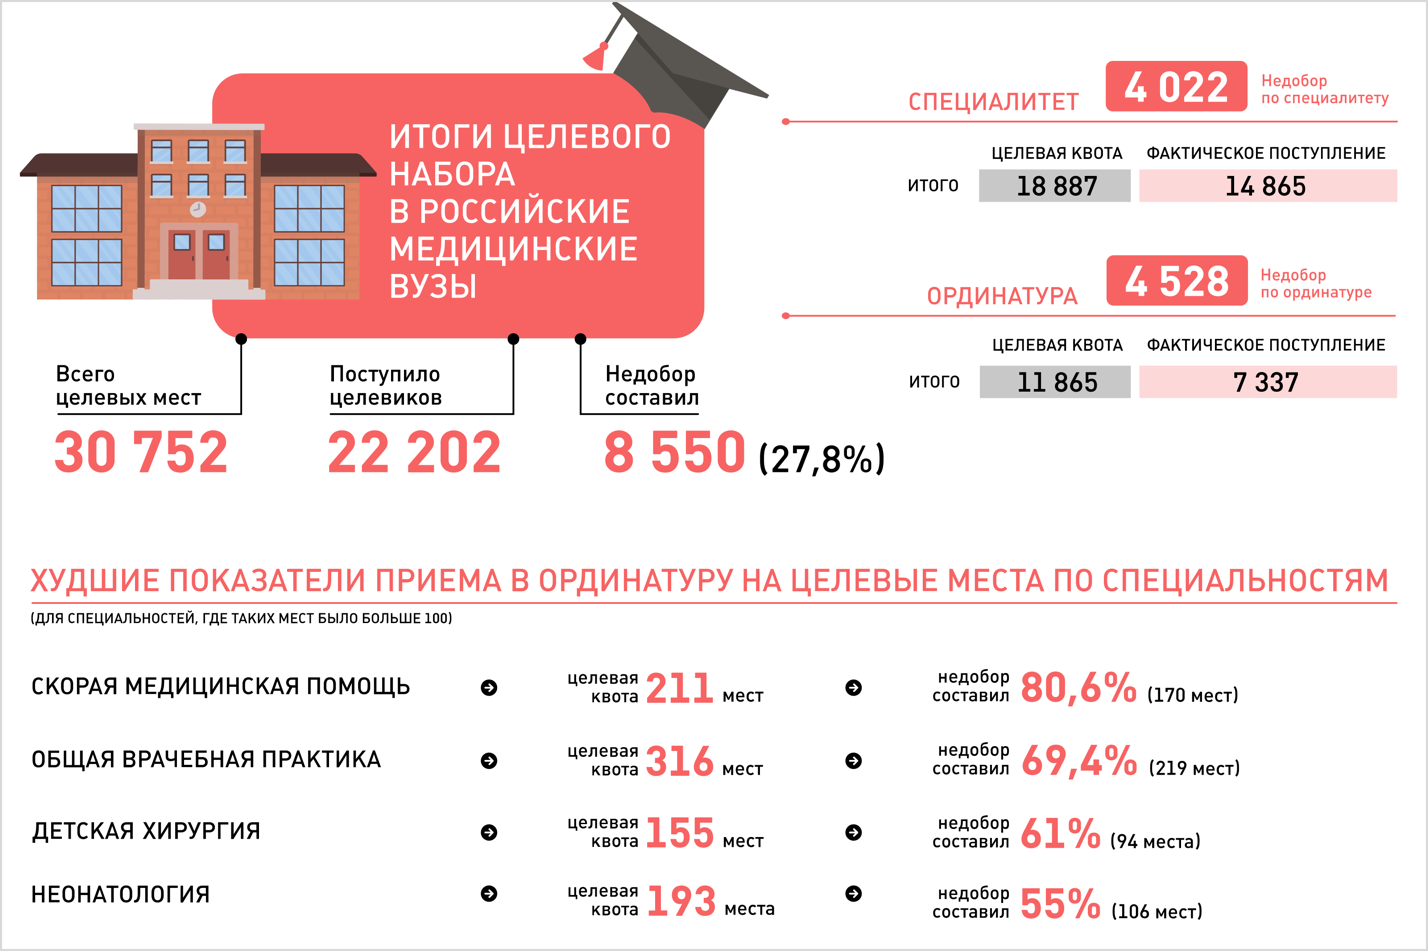 ИТОГИ ЦЕЛЕВОГО
НАБОРА
В РОССИЙСКИЕ
МЕДИЦИНСКИЕ
ВУЗЫ
Всего
целевых мест
30 752
Поступило
целевиков
22 202
Недобор
составил
8 550 (27,8%)
СПЕЦИАЛИТЕТ
4 022
Недобор
по специалитету
ЦЕЛЕВАЯ КВОТА ФАКТИЧЕСКОЕ ПОСТУПЛЕНИЕ
ИТОГО 18 887 14 865
ОРДИНАТУРА
4 528
Недобор
по ординатуре
ЦЕЛЕВАЯ КВОТА ФАКТИЧЕСКОЕ ПОСТУПЛЕНИЕ
ИТОГО 11 865 7 337
ХУДШИЕ ПОКАЗАТЕЛИ ПРИЕМА В ОРДИНАТУРУ НА ЦЕЛЕВЫЕ МЕСТА ПО СПЕЦИАЛЬНОСТЯМ
(ДЛЯ СПЕЦИАЛЬНОСТЕЙ, ГДЕ ТАКИХ МЕСТ БЫЛО БОЛЬШЕ 100)
СКОРАЯ МЕДИЦИНСКАЯ ПОМОЩЬ
целевая
квота 211 мест
недобор
составил 80,6% (170 мест)
ОБЩАЯ ВРАЧЕБНАЯ ПРАКТИКА
целевая
квота 316 мест
недобор
составил 69,4% (219 мест)
ДЕТСКАЯ ХИРУРГИЯ
целевая
квота 155 мест
недобор
составил 61% (94 места)
НЕОНАТОЛОГИЯ
целевая
квота 193 места
недобор
составил 55% (106 мест)